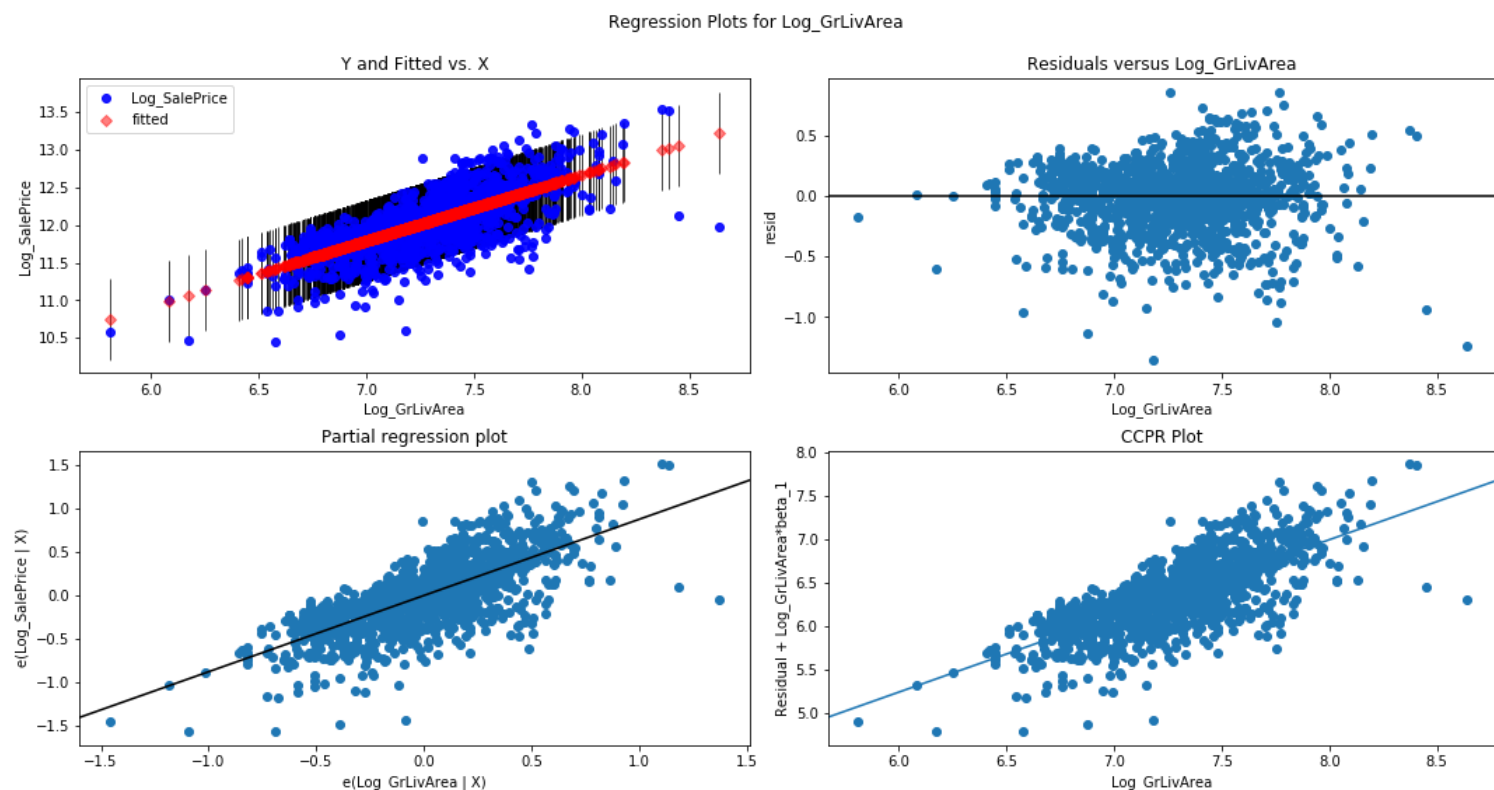 Regression Plots for Log_GrLivArea
Y and Fitted vs. X
Log_SalePrice
fitted
13.5
13.0
12.5
12.0
11.5
11.0
10.5
Log_SalePrice
6.0 6.5 7.0 7.5 8.0 8.5
Log_GrLivArea
Residuals versus Log_GrLivArea
0.5
0.0
−0.5
−1.0
resid
6.0 6.5 7.0 7.5 8.0 8.5
Log_GrLivArea
Partial regression plot
1.5
1.0
0.5
0.0
−0.5
−1.0
−1.5
e(Log_SalePrice | X)
−1.5 −1.0 −0.5 0.0 0.5 1.0 1.5
e(Log_GrLivArea | X)
CCPR Plot
8.0
7.5
7.0
6.5
6.0
5.5
5.0
Residual + Log_GrLivArea*beta_1
6.0 6.5 7.0 7.5 8.0 8.5
Log_GrLivArea